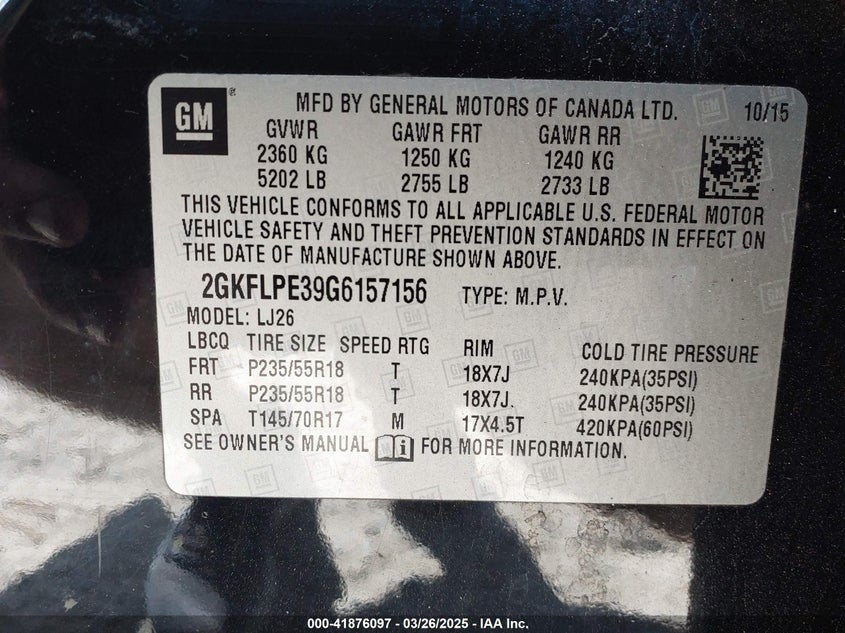 GM ®
MFD BY GENERAL MOTORS OF CANADA LTD. 10/15
GVWR GAWR FRT GAWR RR
2360 KG 1250 KG 1240 KG
5202 LB 2755 LB 2733 LB
THIS VEHICLE CONFORMS TO ALL APPLICABLE U.S. FEDERAL MOTOR
VEHICLE SAFETY AND THEFT PREVENTION STANDARDS IN EFFECT ON
THE DATE OF MANUFACTURE SHOWN ABOVE.
2GKFLPE39G6157156 TYPE: M.P.V.
MODEL: LJ26
LBCQ TIRE SIZE SPEED RTG RIM COLD TIRE PRESSURE
FRT P235/55R18 T 18X7J 240KPA(35PSI)
RR P235/55R18 T 18X7J. 240KPA(35PSI)
SPA T145/70R17 M 17X4.5T 420KPA(60PSI)
SEE OWNER'S MANUAL FOR MORE INFORMATION.
000-41876097 - 03/26/2025 - IAA Inc.